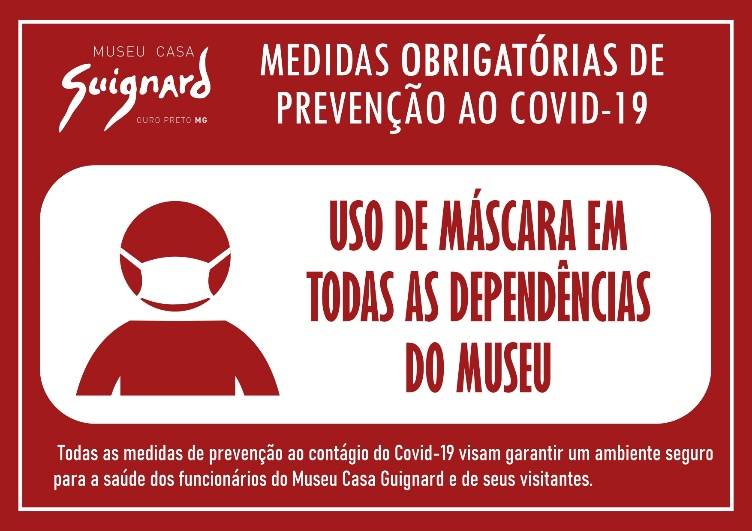 MUSEU CASA
Guignard
OURO PRETO MG
MEDIDAS OBRIGATÓRIAS DE
PREVENÇÃO AO COVID-19
USO DE MÁSCARA EM
TODAS AS DEPENDÊNCIAS
DO MUSEU
Todas as medidas de prevenção ao contágio do Covid-19 visam garantir um ambiente seguro
para a saúde dos funcionários do Museu Casa Guignard e de seus visitantes.